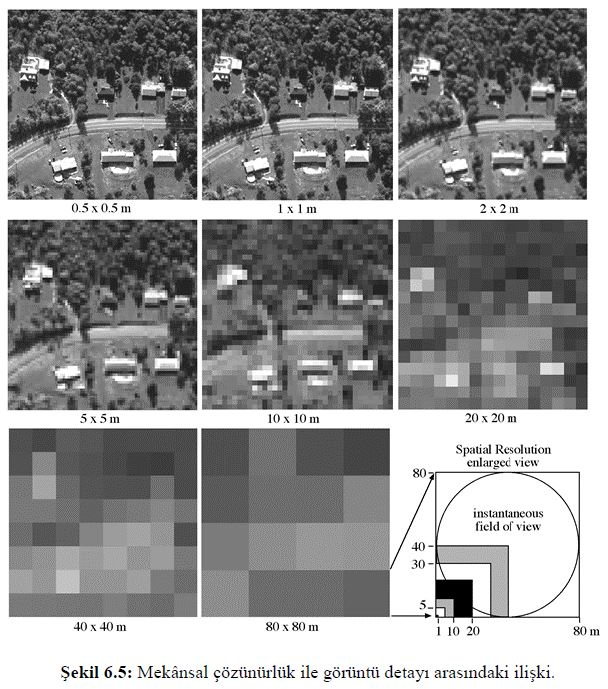 0.5 x 0.5 m
1 x 1 m
2 x 2 m
5 x 5 m
10 x 10 m
20 x 20 m
Spatial Resolution
enlarged view
80
instantaneous
field of view
40
30
5
1 10 20 80 m
40 x 40 m
80 x 80 m
Şekil 6.5: Mekânsal çözünürlük ile görüntü detayı arasındaki ilişki.